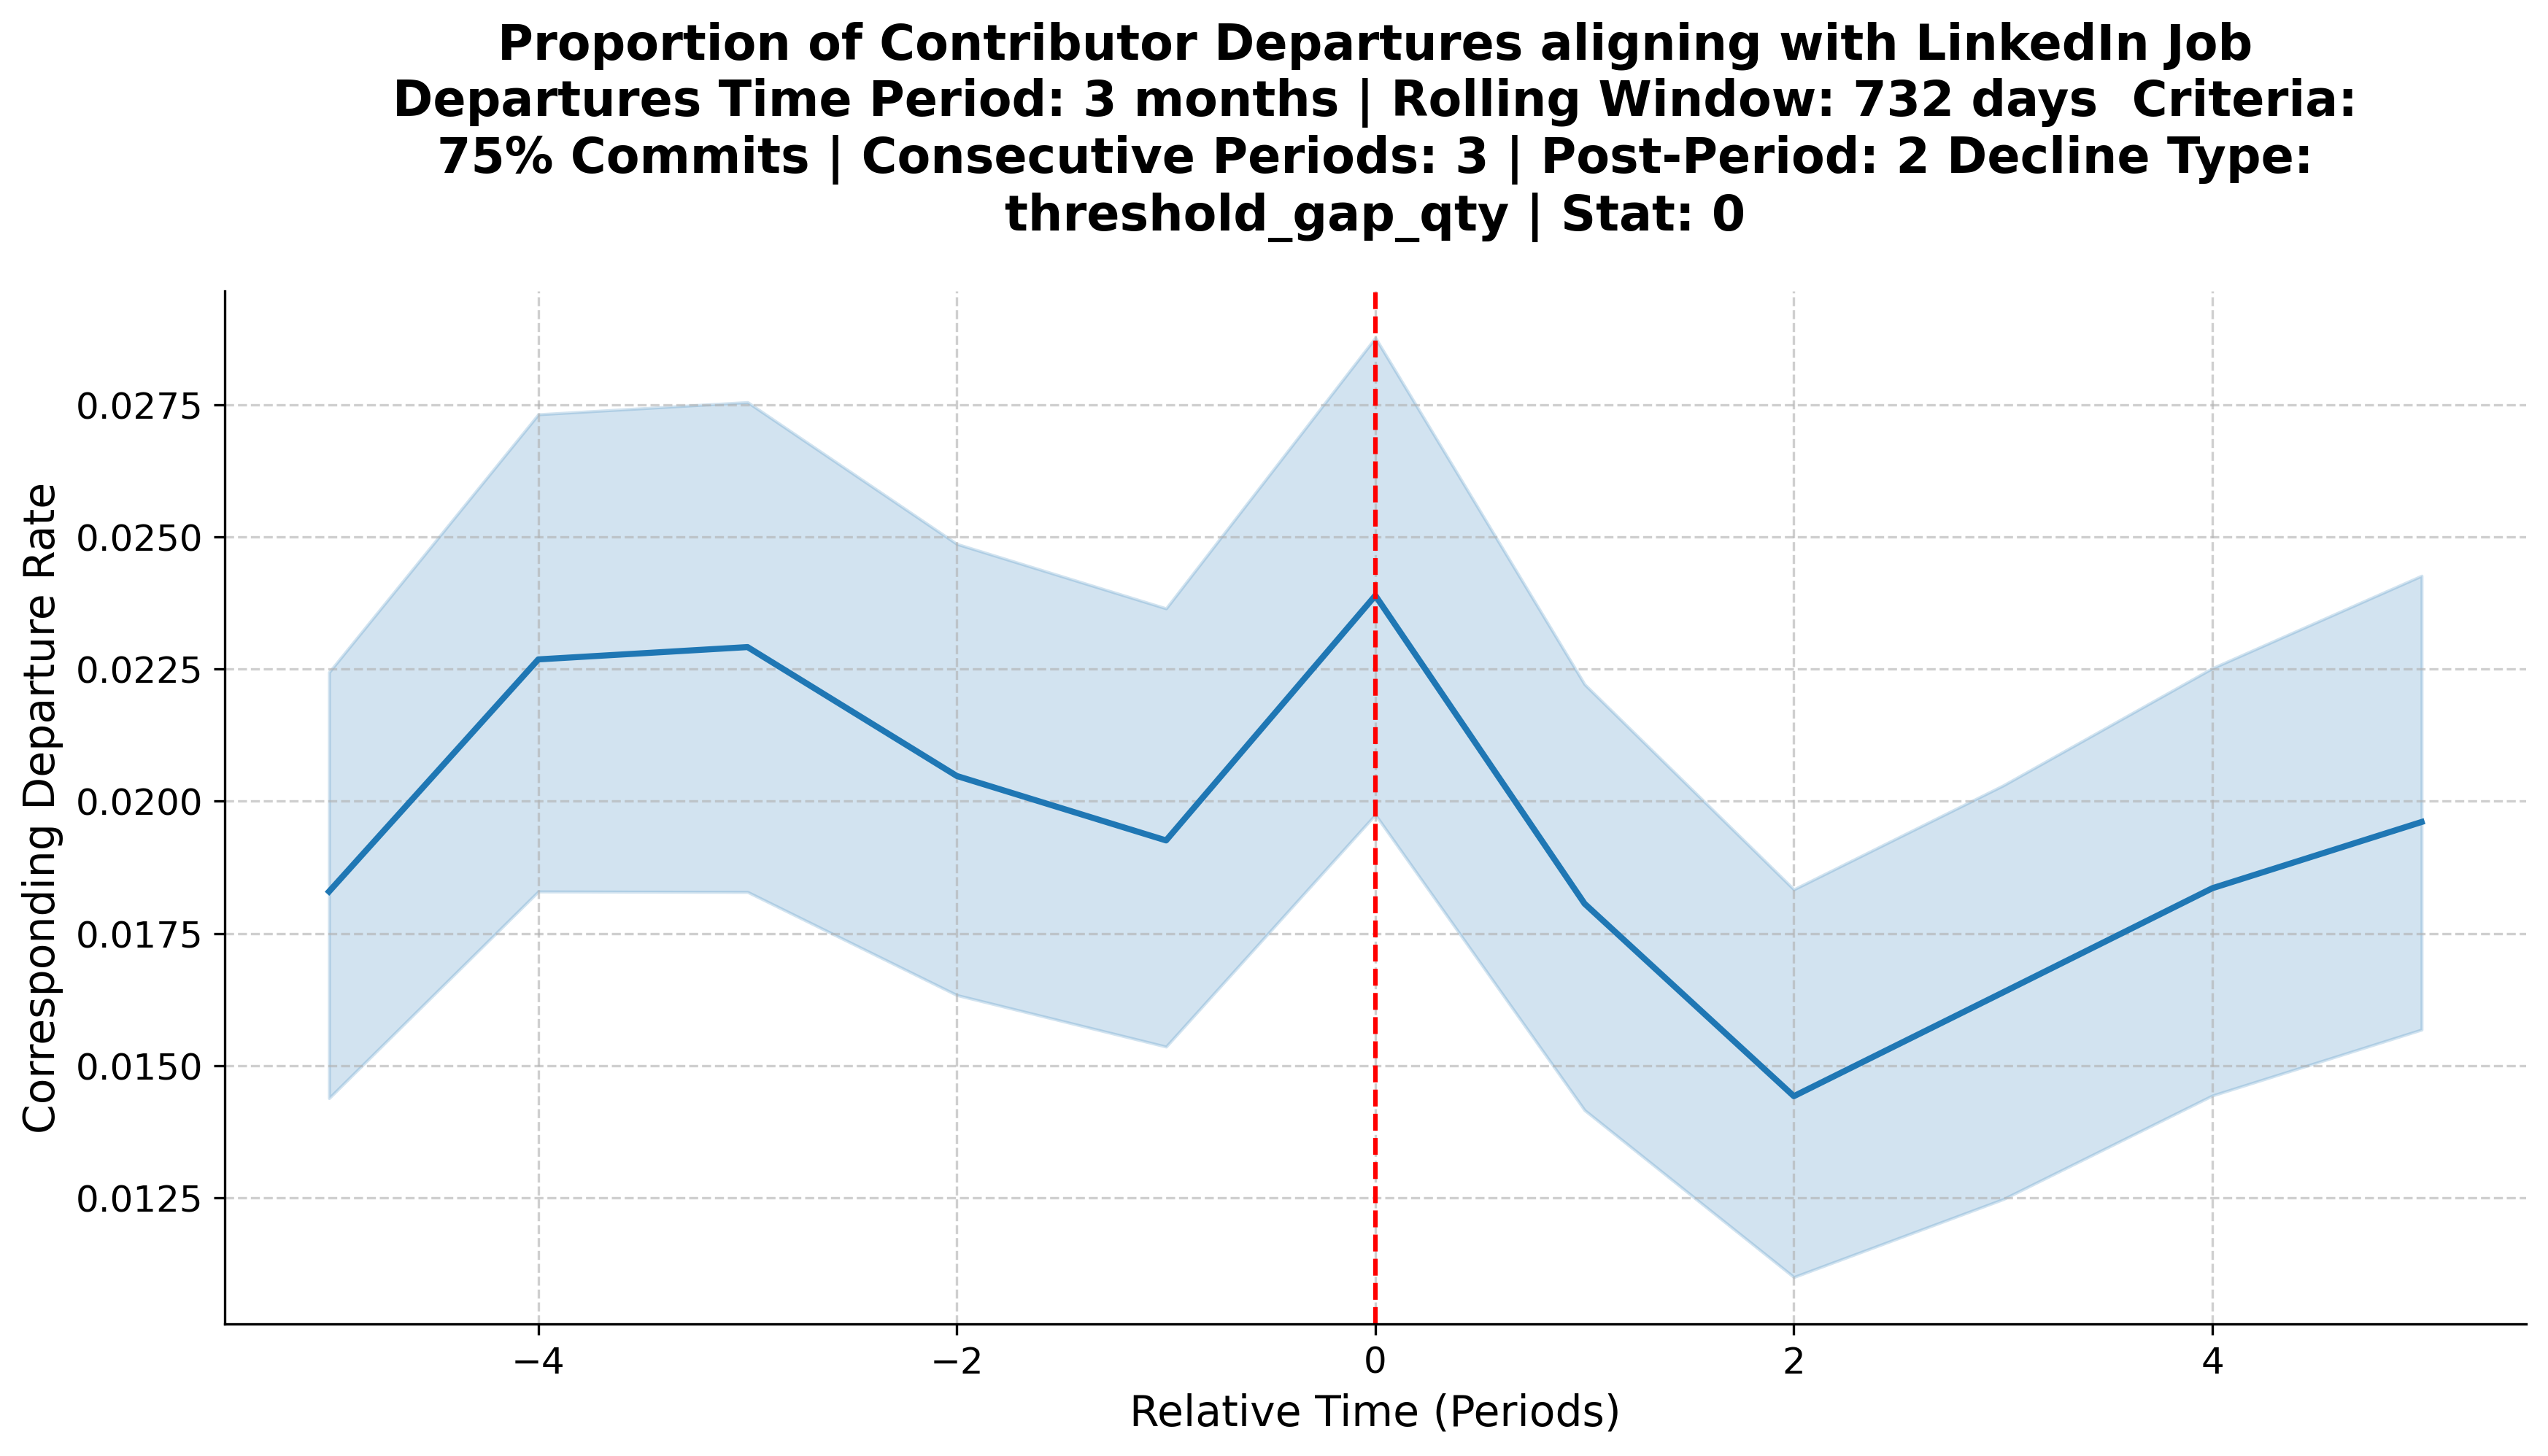 Proportion of Contributor Departures aligning with LinkedIn Job
Departures Time Period: 3 months | Rolling Window: 732 days  Criteria:
75% Commits | Consecutive Periods: 3 | Post-Period: 2 Decline Type:
threshold_gap_qty | Stat: 0
Corresponding Departure Rate
0.0275
0.0250
0.0225
0.0200
0.0175
0.0150
0.0125
−4
−2
0
2
4
Relative Time (Periods)